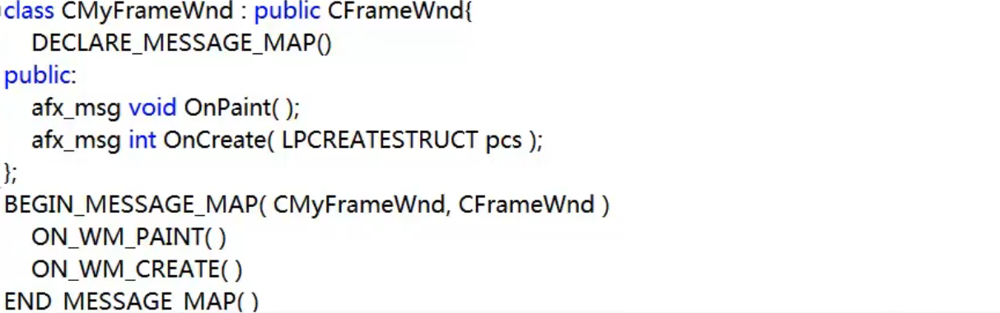 class CMyFrameWnd : public CFrameWnd{
DECLARE_MESSAGE_MAP()
public:
afx_msg void OnPaint( );
afx_msg int OnCreate( LPCREATESTRUCT pcs );
};
BEGIN_MESSAGE_MAP( CMyFrameWnd, CFrameWnd )
ON_WM_PAINT( )
ON_WM_CREATE( )
END_MESSAGE_MAP( )